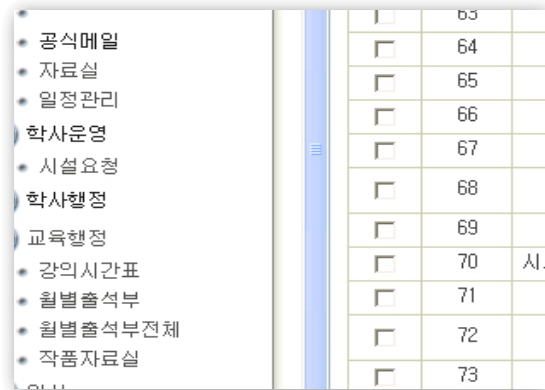 공식메일
자료실
일정관리
학사운영
시설요청
학사행정
교육행정
강의시간표
월별출석부
월별출석부전체
작품자료실
63
64
65
66
67
68
69
70
71
72
73